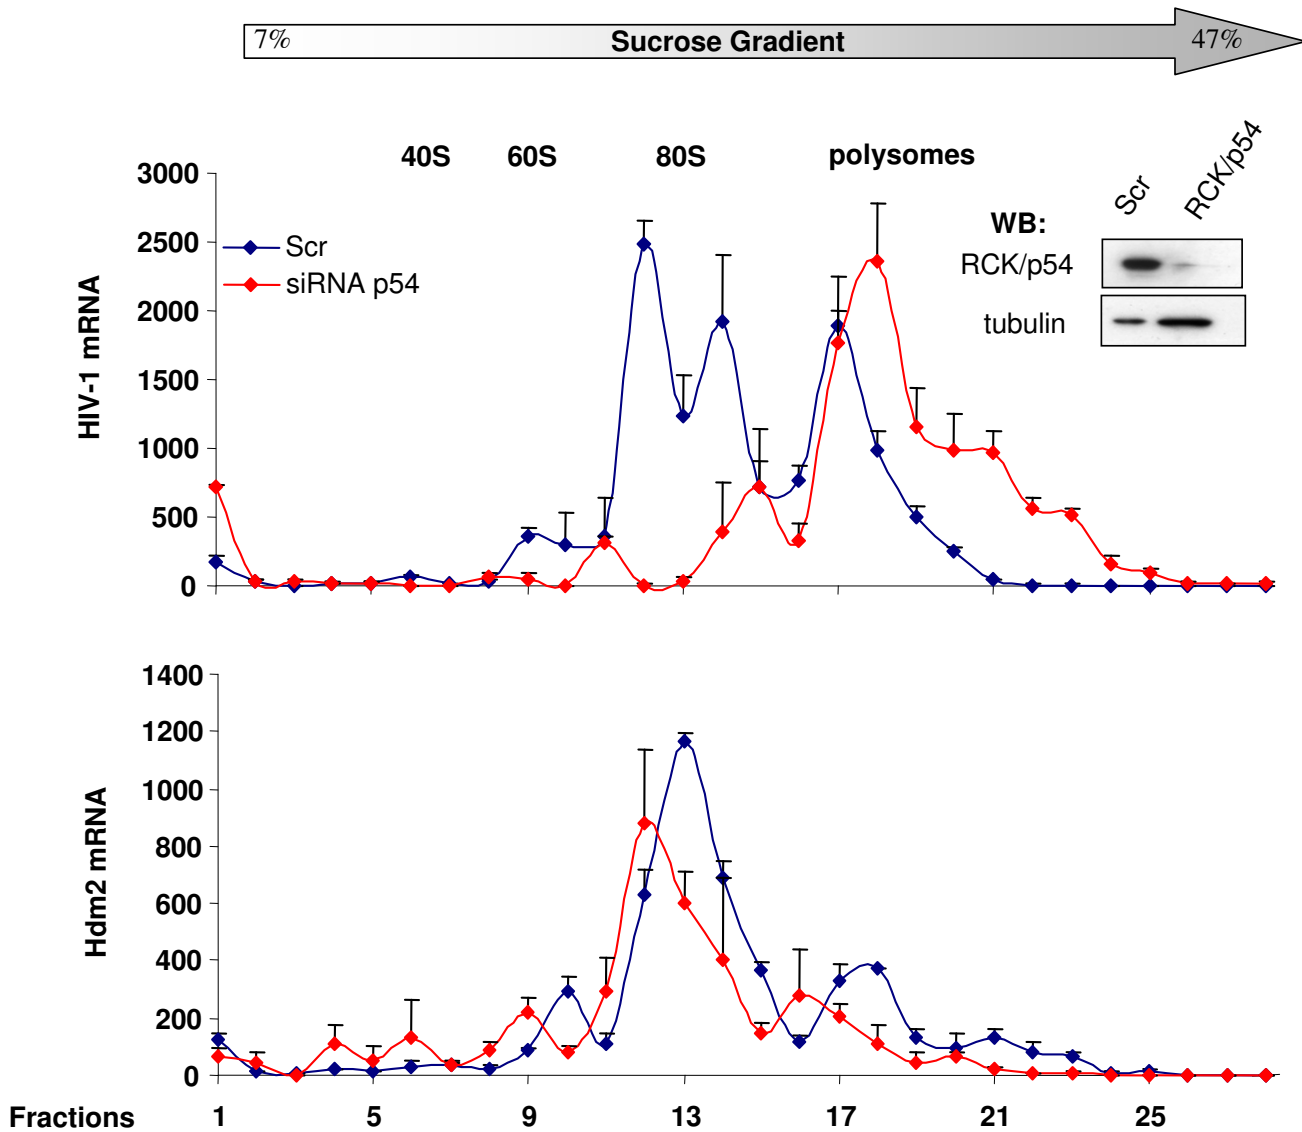 7% Sucrose Gradient 47%
40S 60S 80S polysomes
Scr RCK/p54
WB:
RCK/p54
tubulin
Scr
siRNA p54
HIV-1 mRNA
3000
2500
2000
1500
1000
500
0
Hdm2 mRNA
1400
1200
1000
800
600
400
200
0
Fractions 1 5 9 13 17 21 25